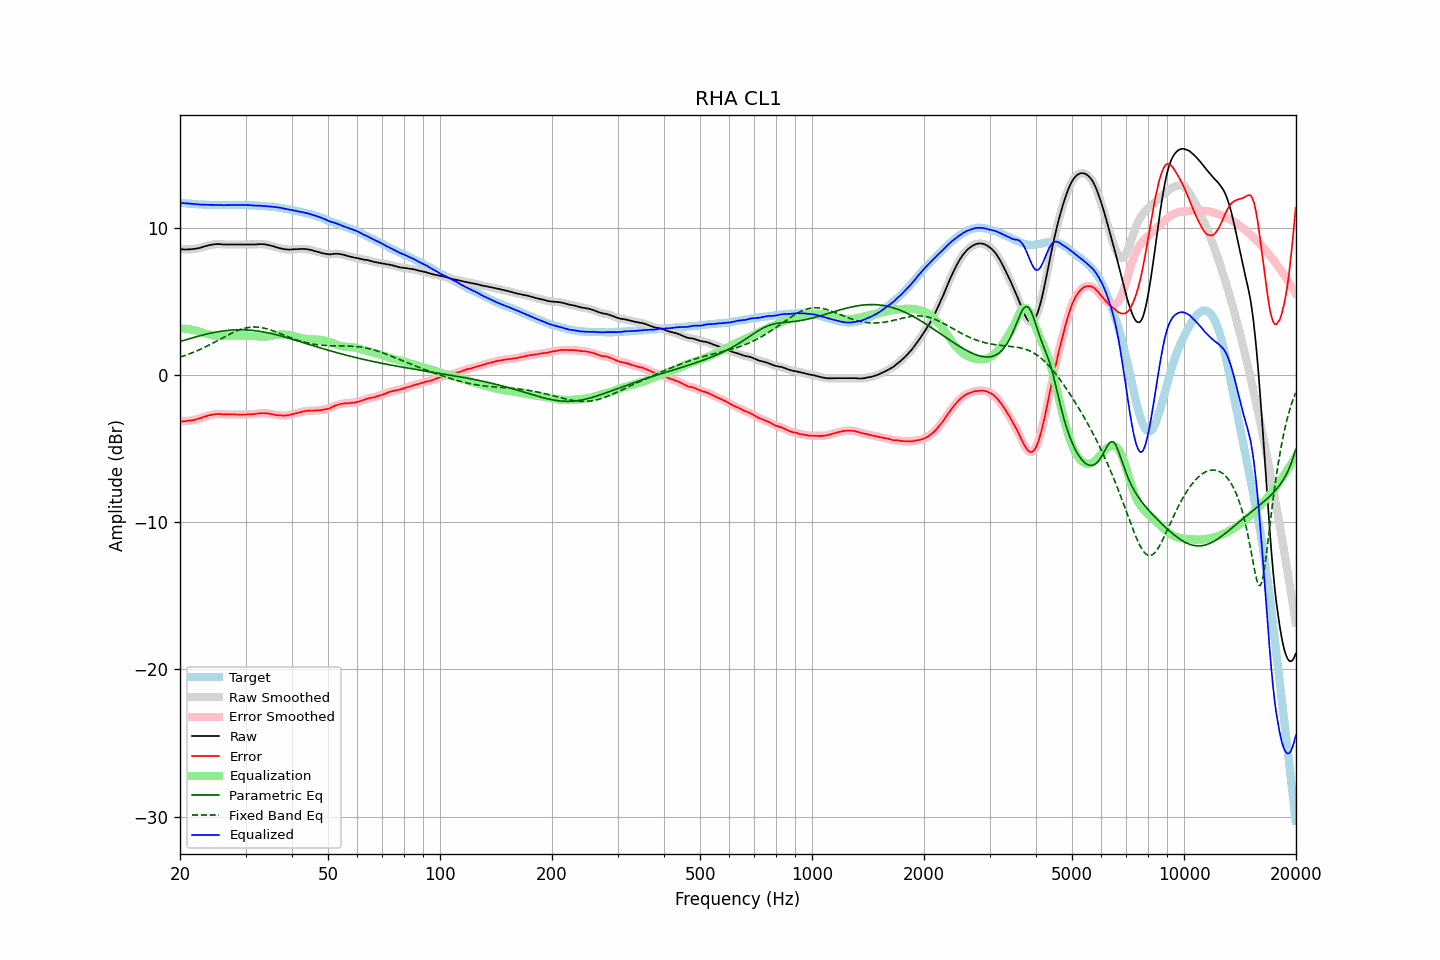 RHA CL1
Amplitude (dBr)
10
0
−10
−20
−30
Target
Raw Smoothed
Error Smoothed
Raw
Error
Equalization
Parametric Eq
Fixed Band Eq
Equalized
20 50 100 200 500 1000 2000 5000 10000 20000
Frequency (Hz)